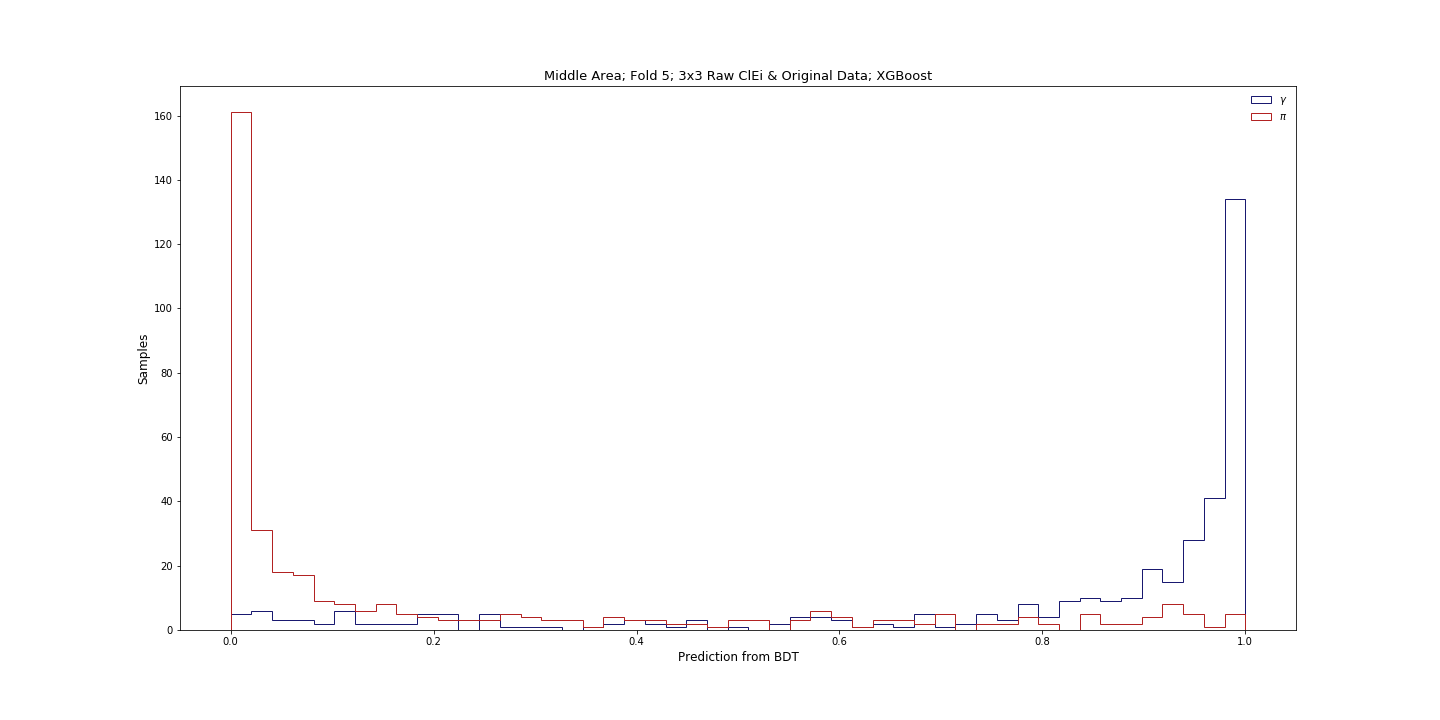 Middle Area; Fold 5; 3x3 Raw ClEi & Original Data; XGBoost
γ
π
160
140
120
100
80
60
40
20
0
Samples
0.0 0.2 0.4 0.6 0.8 1.0
Prediction from BDT